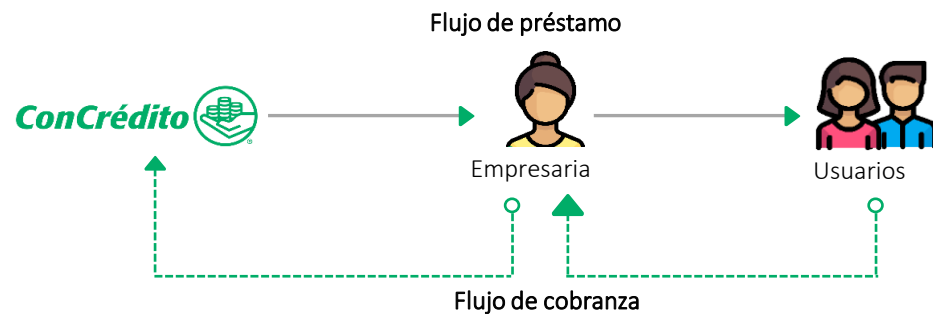 Flujo de préstamo
ConCrédito
Empresaria
Usuarios
Flujo de cobranza